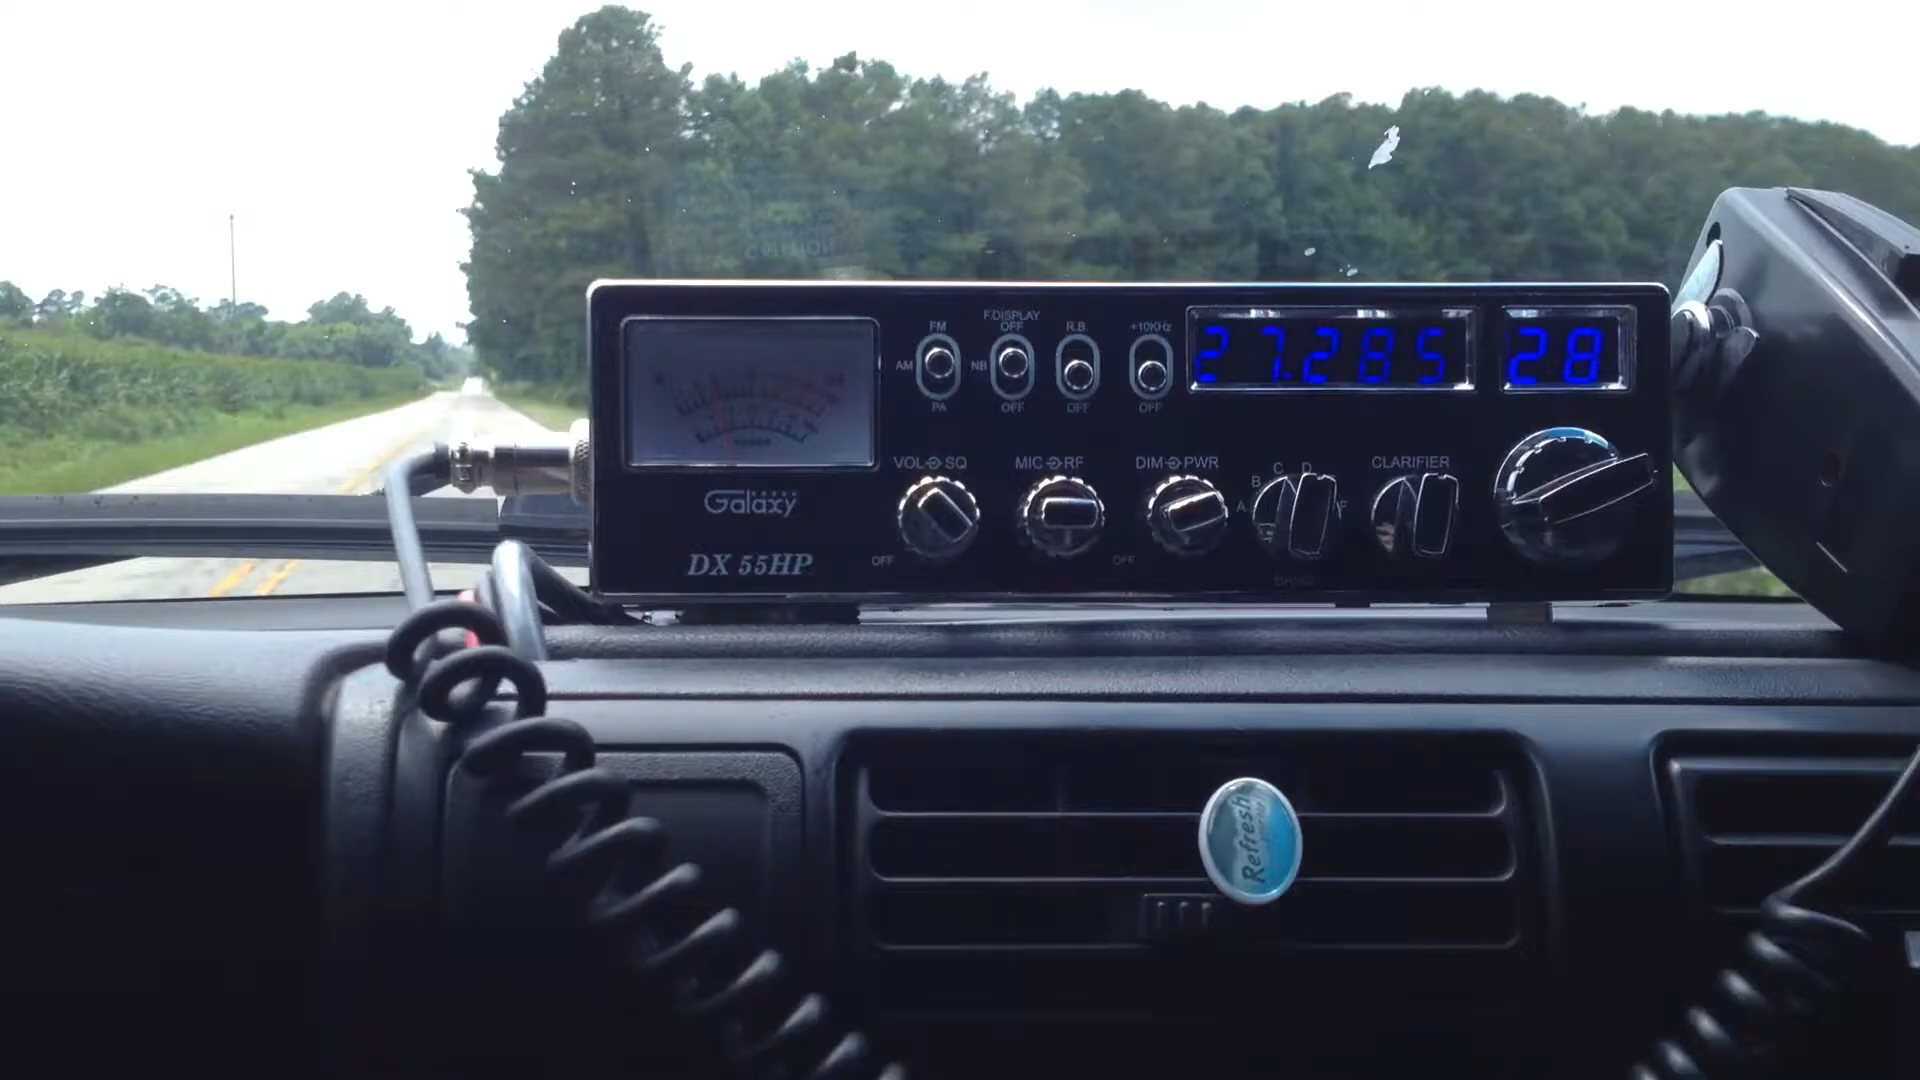 FM
AM
PA
F.DISPLAY
OFF
NB
OFF
R.B.
OFF
+10KHz
OFF
27.285
28
VOL SQ
OFF
MIC RF
DIM PWR
OFF
A B C D F
CLARIFIER
Galaxy
DX 55HP
Refresh